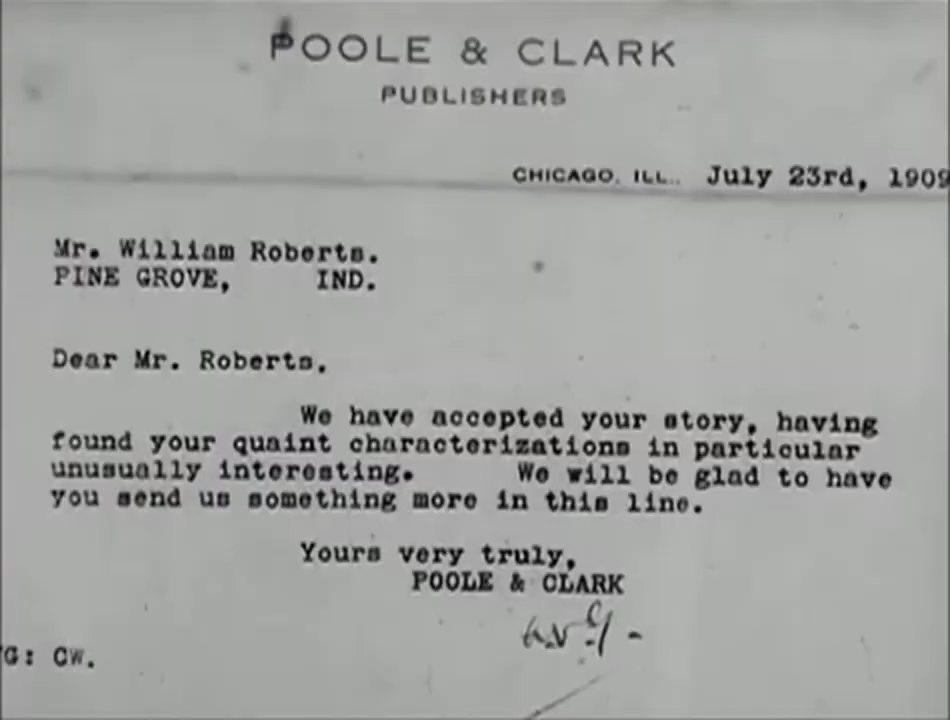 POOLE & CLARK
PUBLISHERS
CHICAGO, ILL., July 23rd, 1909
Mr. William Roberts.
PINE GROVE, IND.
Dear Mr. Roberts.
We have accepted your story, having
found your quaint characterizations in particular
unusually interesting. We will be glad to have
you send us something more in this line.
Yours very truly,
POOLE & CLARK
G: CW.